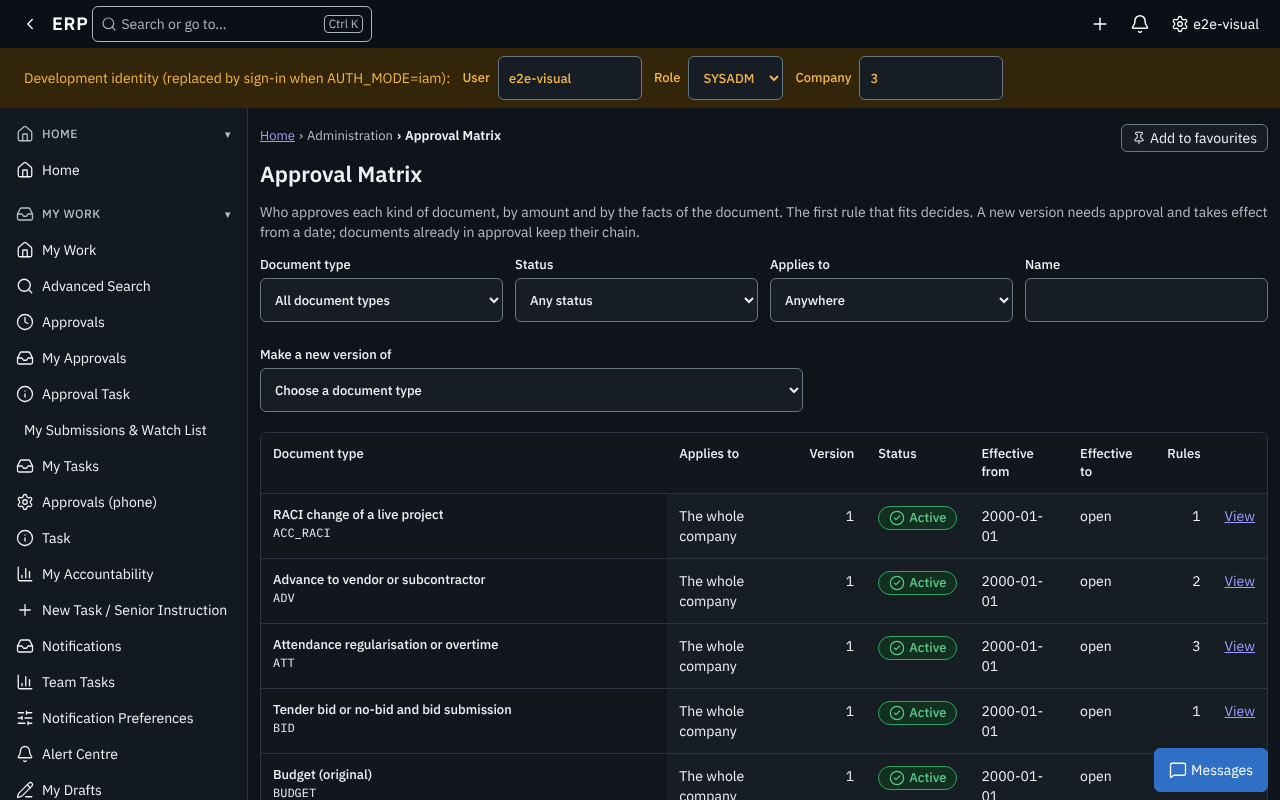 ERP
Search or go to...
Ctrl K
e2e-visual
Development identity (replaced by sign-in when AUTH_MODE=iam):
User
e2e-visual
Role
SYSADM
Company
3
HOME
Home
MY WORK
My Work
Advanced Search
Approvals
My Approvals
Approval Task
My Submissions & Watch List
My Tasks
Approvals (phone)
Task
My Accountability
New Task / Senior Instruction
Notifications
Team Tasks
Notification Preferences
Alert Centre
My Drafts
Home › Administration › Approval Matrix
Add to favourites
Approval Matrix
Who approves each kind of document, by amount and by the facts of the document. The first rule that fits decides. A new version needs approval and takes effect
from a date; documents already in approval keep their chain.
Document type
Status
Applies to
Name
All document types
Any status
Anywhere
Make a new version of
Choose a document type
Document type
Applies to
Version
Status
Effective
from
Effective
to
Rules
RACI change of a live project
ACC_RACI
The whole
company
1
Active
2000-01-
01
open
1
View
Advance to vendor or subcontractor
ADV
The whole
company
1
Active
2000-01-
01
open
2
View
Attendance regularisation or overtime
ATT
The whole
company
1
Active
2000-01-
01
open
3
View
Tender bid or no-bid and bid submission
BID
The whole
company
1
Active
2000-01-
01
open
1
View
Budget (original)
BUDGET
The whole
company
1
Active
2000-01-
01
open
Messages